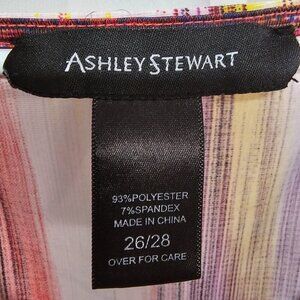 ASHLEY STEWART
93%POLYESTER
7%SPANDEX
MADE IN CHINA
26/28
OVER FOR CARE